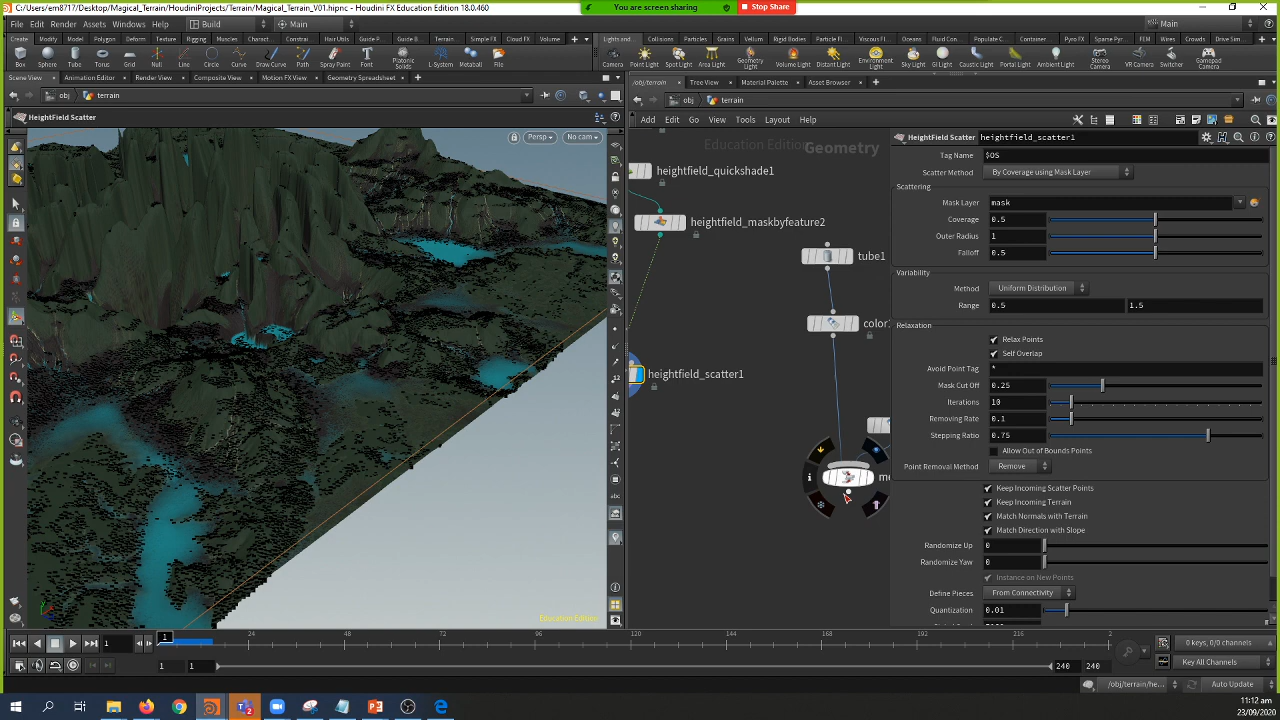 C:/Users/em8717/Desktop/Magical_Terrain/HoudiniProjects/Terrain/Magical_Terrain_V01.hipnc - Houdini FX Education Edition 18.0.460
You are screen sharing
Stop Share
File Edit Render Assets Windows Help Build Main Main
Create Modify Model Polygon Deform Texture Rigging Muscles Charact... Constrai... Hair Utils Guide P... Guide B... Terrain... Simple FX Cloud FX Volume
Lights and... Collisions Particles Grains Vellum Rigid Bodies Particle Fl... Viscous Fl... Oceans Fluid Con... Populate C... Container... Pyro FX Sparse Pyr... FEM Wires Crowds Drive Sim...
Box Sphere Tube Torus Grid Null Line Circle Curve Draw Curve Path Spray Paint Font Platonic Solids L-System Metaball File
Camera Point Light Spot Light Area Light Geometry Light Volume Light Distant Light Environment Light Sky Light GI Light Caustic Light Portal Light Ambient Light Stereo Camera VR Camera Switcher Gamepad Camera
Scene View Animation Editor Render View Composite View Motion FX View Geometry Spreadsheet
/obj/terrain Tree View Material Palette Asset Browser
obj terrain
obj terrain
HeightField Scatter
Add Edit Go View Tools Layout Help
Persp No cam
Education Edition
Geometry
heightfield_quickshade1
heightfield_maskbyfeature2
tube1
heightfield_scatter1
HeightField Scatter heightfield_scatter1
Tag Name $OS
Scatter Method By Coverage using Mask Layer
Scattering
Mask Layer mask
Coverage 0.5
Outer Radius 1
Falloff 0.5
Variability
Method Uniform Distribution
Range 0.5 1.5
Relaxation
Relax Points
Self Overlap
Avoid Point Tag *
Mask Cut Off 0.25
Iterations 10
Removing Rate 0.1
Stepping Ratio 0.75
Allow Out of Bounds Points
Point Removal Method Remove
Keep Incoming Scatter Points
Keep Incoming Terrain
Match Normals with Terrain
Match Direction with Slope
Randomize Up 0
Randomize Yaw 0
Instance on New Points
Define Pieces From Connectivity
Quantization 0.01
Education Edition
1 1 24 48 72 96 120 144 168 192 216 2
0 keys, 0/0 channels
1 1 240 240
Key All Channels
/obj/terrain/he... Auto Update
11:12 am
23/09/2020